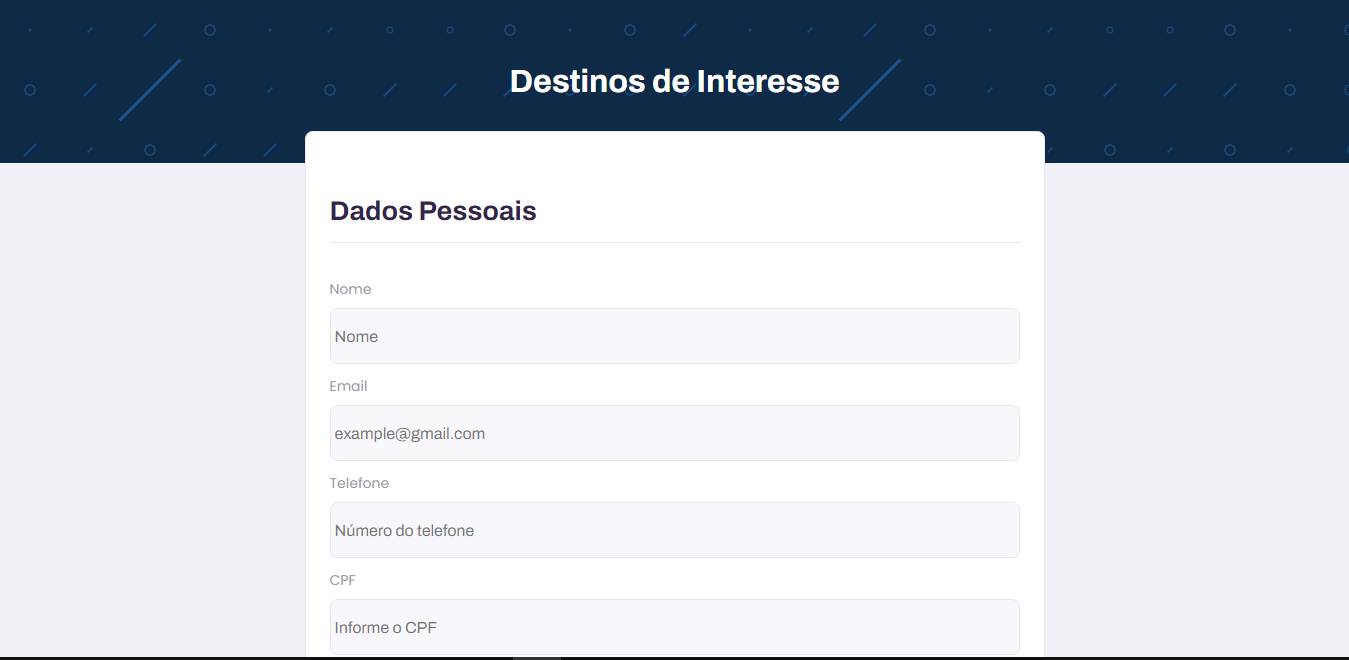 Destinos de Interesse
Dados Pessoais
Nome
Nome
Email
example@gmail.com
Telefone
Número do telefone
CPF
Informe o CPF